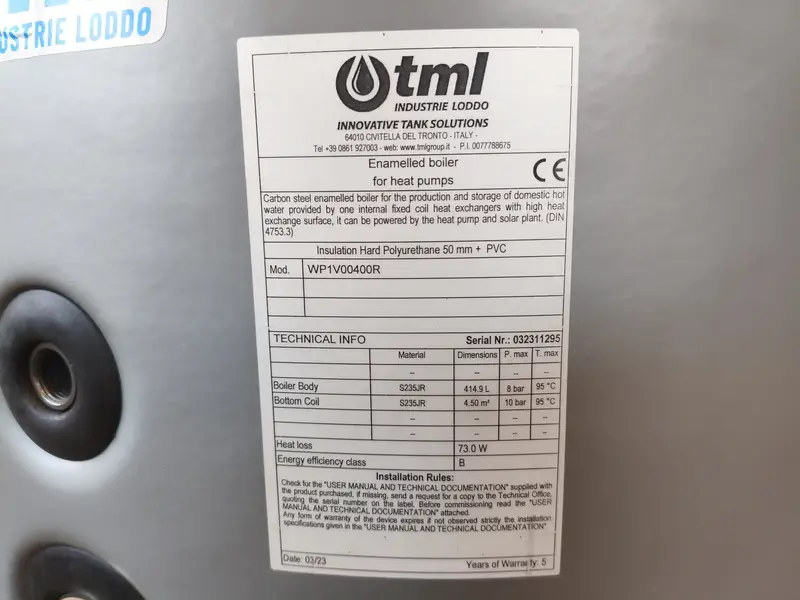 USTRIE LODDO
tml
INDUSTRIE LODDO
INNOVATIVE TANK SOLUTIONS
64010 CIVITELLA DEL TRONTO - ITALY -
Tel +39 0861 927003 - web: www.tmlgroup.it - P.I. 0077788675
Enamelled boiler
for heat pumps
CE
Carbon steel enamelled boiler for the production and storage of domestic hot
water provided by one internal fixed coil heat exchangers with high heat
exchange surface, it can be powered by the heat pump and solar plant. (DIN
4753.3)
Insulation Hard Polyurethane 50 mm + PVC
Mod. WP1V00400R
TECHNICAL INFO Serial Nr.: 032311295
Material Dimensions P. max T. max
– – – –
Boiler Body S235JR 414.9 L 8 bar 95 °C
Bottom Coil S235JR 4.50 m² 10 bar 95 °C
– – – –
– – – –
Heat loss 73.0 W
Energy efficiency class B
Installation Rules:
Check for the "USER MANUAL AND TECHNICAL DOCUMENTATION" supplied with
the product purchased, if missing, send a request for a copy to the Technical Office,
quoting the serial number on the label. Before commissioning read the "USER
MANUAL AND TECHNICAL DOCUMENTATION" attached.
Any form of warranty of the device expires if not observed strictly the installation
specifications given in the "USER MANUAL AND TECHNICAL DOCUMENTATION"
Date: 03/23 Years of Warranty: 5